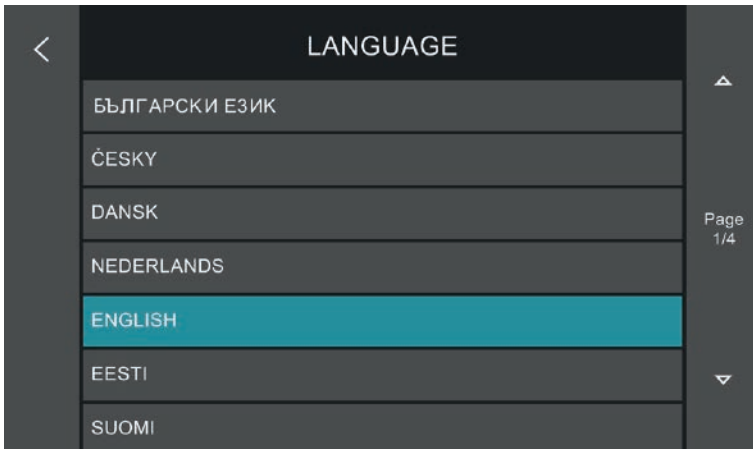 LANGUAGE
БЪЛГАРСКИ ЕЗИК
ČESKY
DANSK
NEDERLANDS
ENGLISH
EESTI
SUOMI
Page
1/4